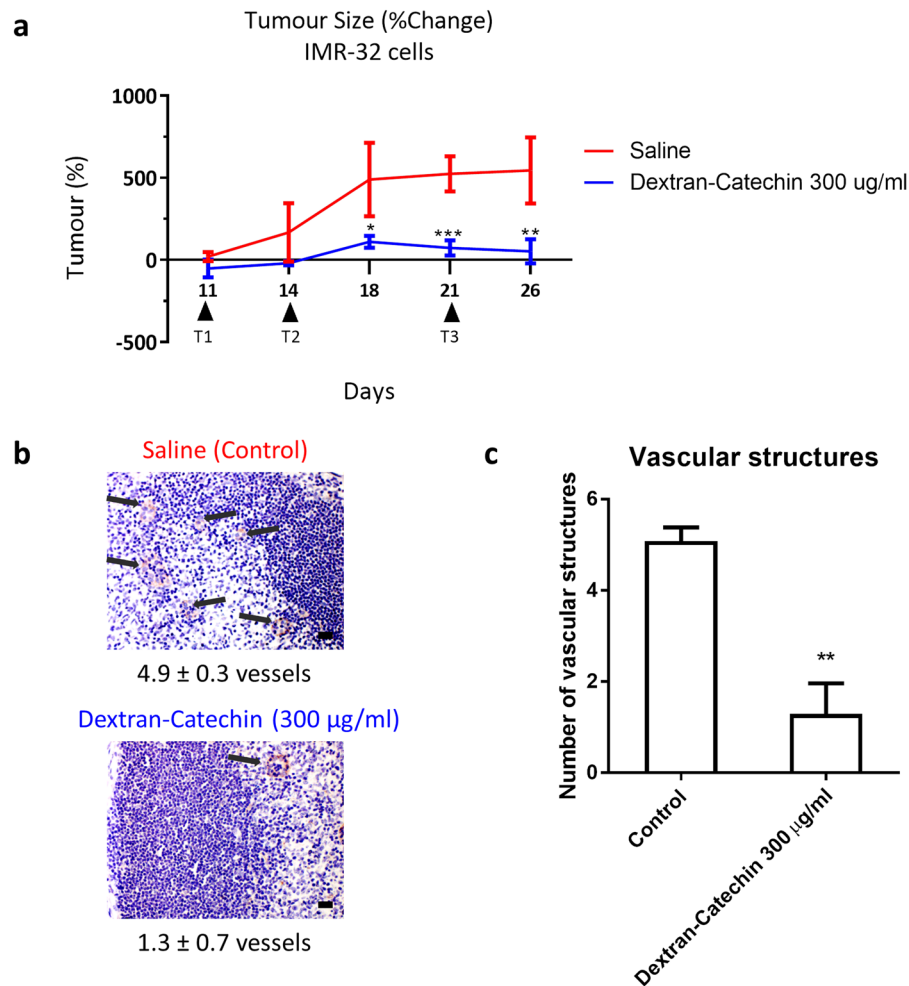 a
Tumour Size (%Change)
IMR-32 cells
Tumour (%)
1000
500
0
-500
*
***
**
11 14 18 21 26
T1 T2 T3
Days
Saline
Dextran-Catechin 300 ug/ml
b
Saline (Control)
4.9 ± 0.3 vessels
Dextran-Catechin (300 µg/ml)
1.3 ± 0.7 vessels
c
Vascular structures
Number of vascular structures
6
4
2
0
**
Control
Dextran-Catechin 300 µg/ml